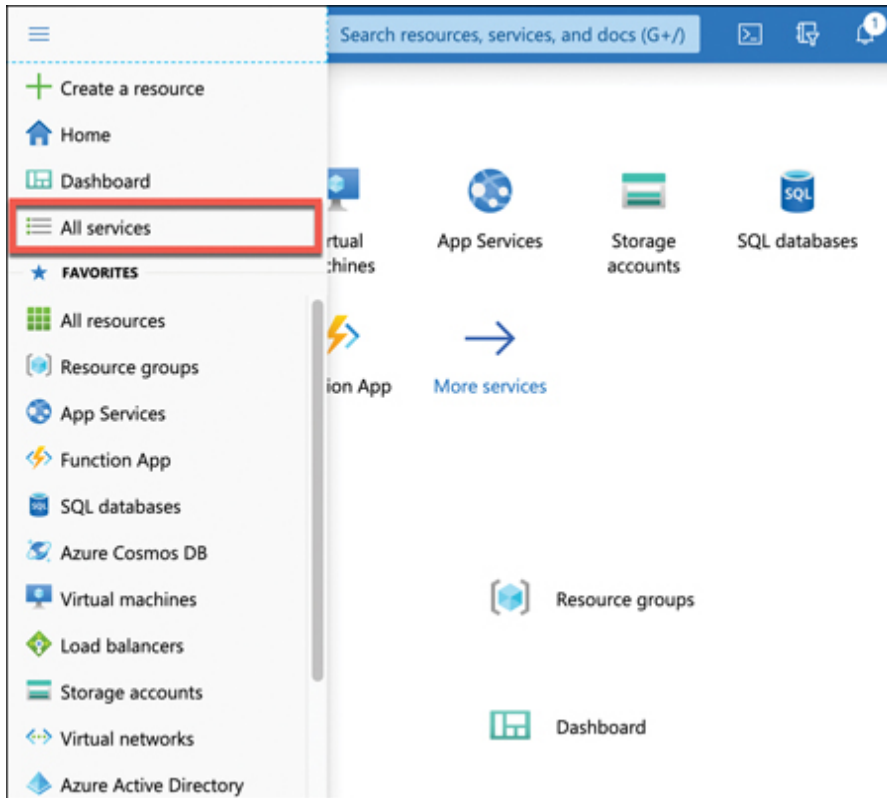 Search resources, services, and docs (G+/)
1
Create a resource
Home
Dashboard
All services
FAVORITES
All resources
Resource groups
App Services
Function App
SQL databases
Azure Cosmos DB
Virtual machines
Load balancers
Storage accounts
Virtual networks
Azure Active Directory
rtual
chines
App Services
Storage
accounts
SQL
SQL databases
ion App
More services
Resource groups
Dashboard